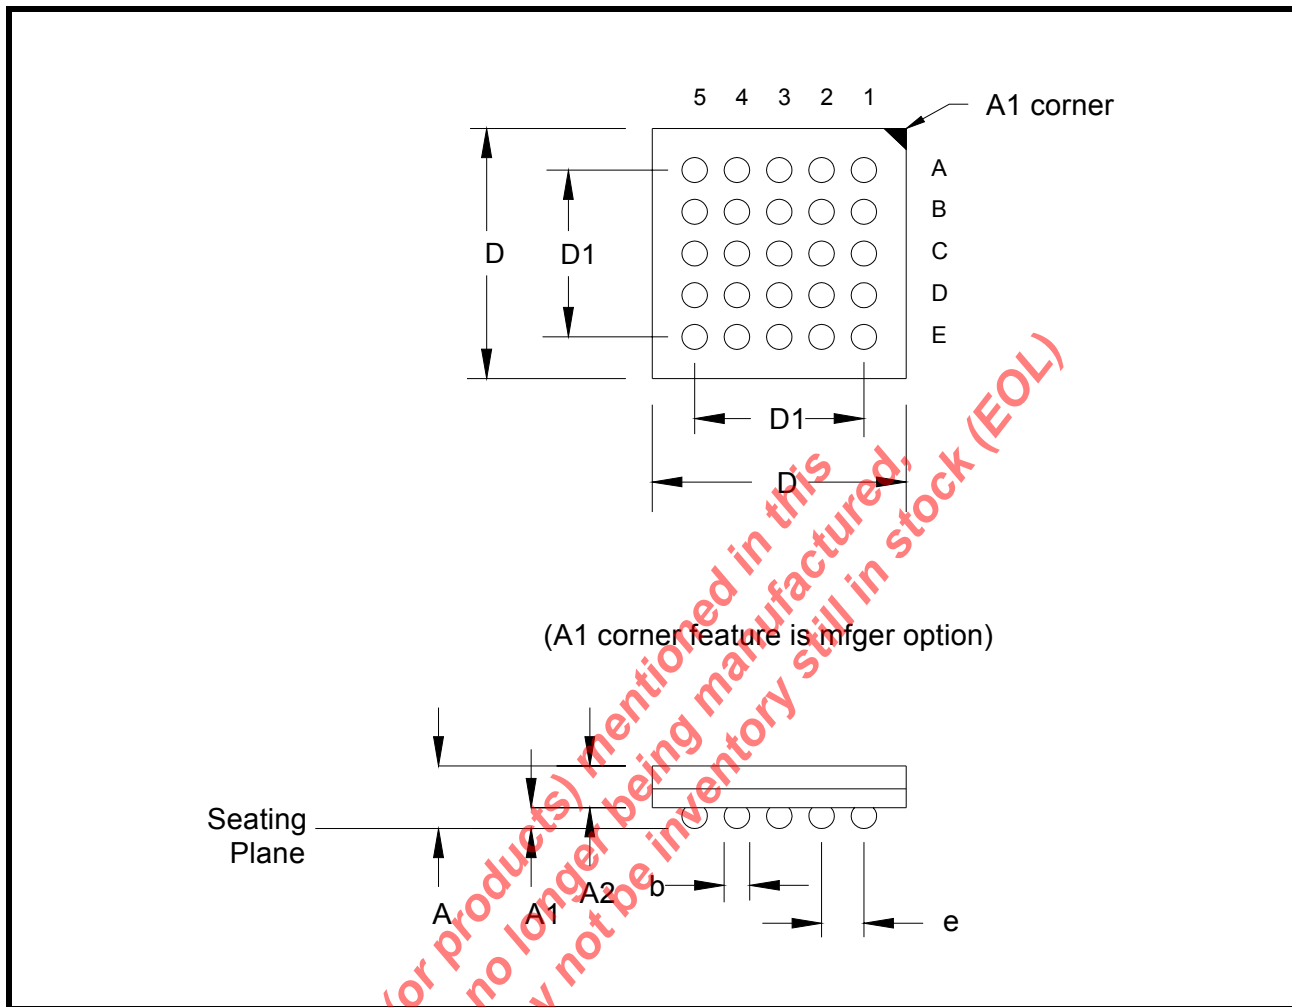 5 4 3 2 1
A1 corner
A
B
C
D
E
D
D1
D1
D
(A1 corner feature is mfger option)
Seating
Plane
A
A1
A2
b
e
(or products) mentioned in this
no longer being manufactured,
y not be inventory still in stock (EOL)